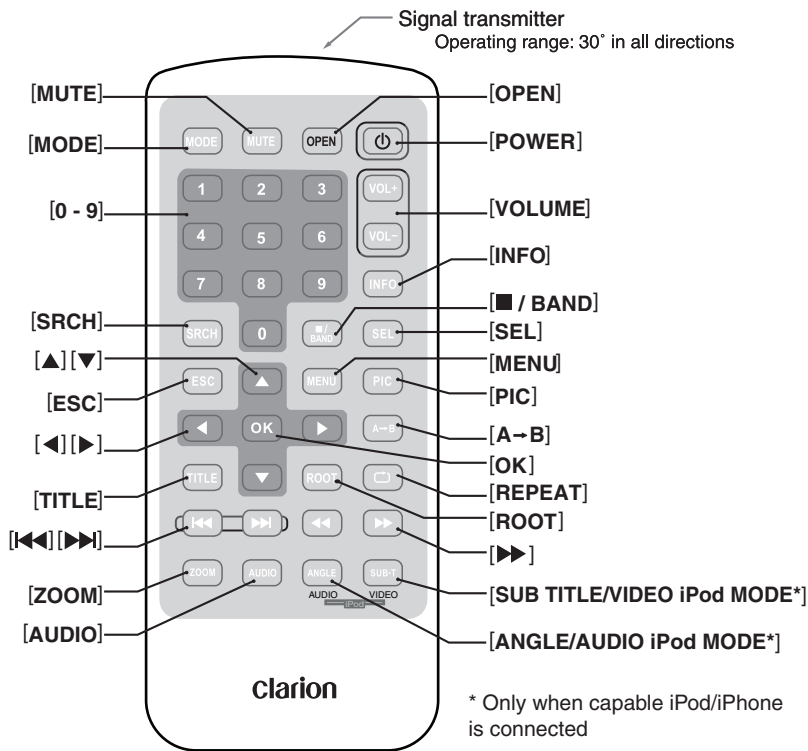 Signal transmitter
Operating range: 30˚ in all directions
[MUTE]
[OPEN]
[MODE]
[POWER]
[0 - 9]
[VOLUME]
[INFO]
[■ / BAND]
[SRCH]
[SEL]
[▲][▼]
[MENU]
[ESC]
[PIC]
[◀][▶]
[A→B]
[OK]
[TITLE]
[REPEAT]
[ROOT]
[I◀◀][▶▶I]
[▶▶]
[ZOOM]
[SUB TITLE/VIDEO iPod MODE*]
[AUDIO]
[ANGLE/AUDIO iPod MODE*]
MODE MUTE OPEN
1 2 3 VOL+
4 5 6 VOL−
7 8 9 INFO
SRCH 0 ■/ BAND SEL
ESC ▲ MENU PIC
◀ OK ▶ A→B
TITLE ▼ ROOT
I◀◀ ▶▶I ◀◀ ▶▶
ZOOM AUDIO ANGLE SUB-T
AUDIO VIDEO
iPod
clarion
* Only when capable iPod/iPhone
is connected